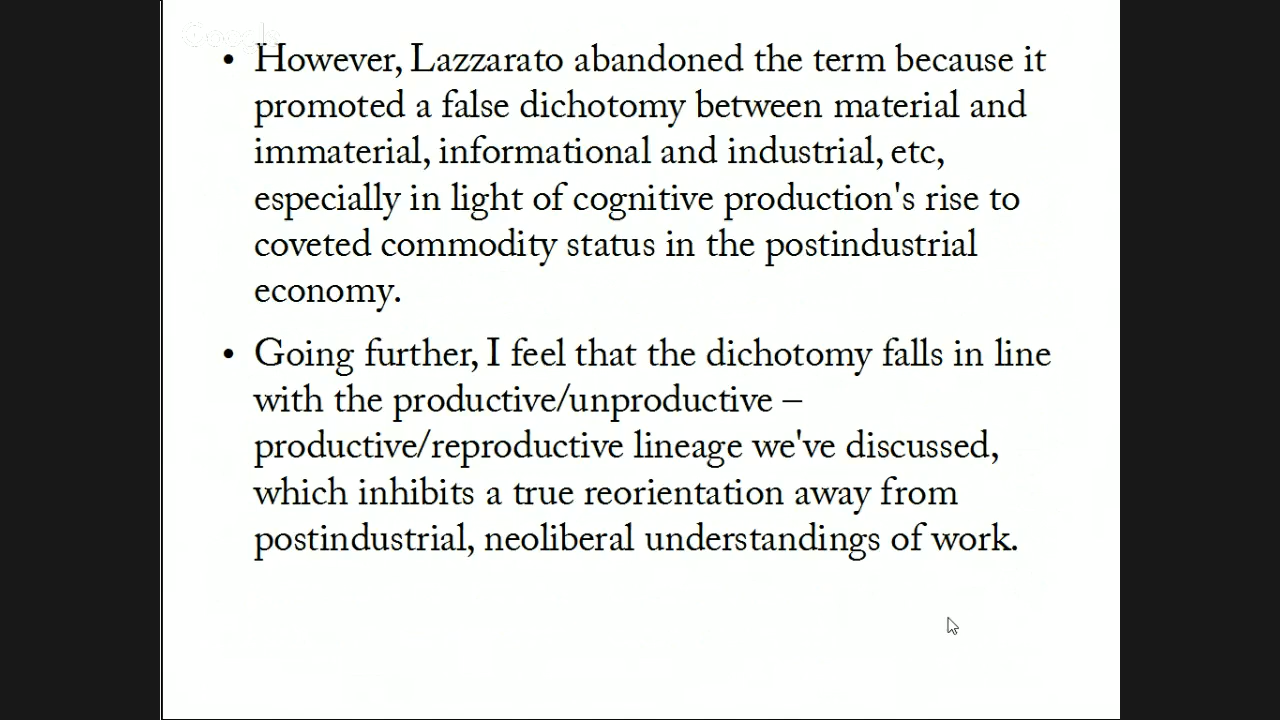 Google
• However, Lazzarato abandoned the term because it
promoted a false dichotomy between material and
immaterial, informational and industrial, etc,
especially in light of cognitive production's rise to
coveted commodity status in the postindustrial
economy.
• Going further, I feel that the dichotomy falls in line
with the productive/unproductive –
productive/reproductive lineage we've discussed,
which inhibits a true reorientation away from
postindustrial, neoliberal understandings of work.